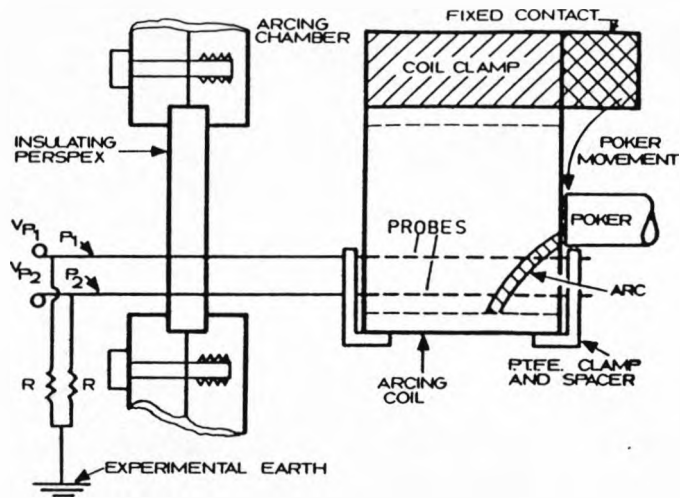 ARCING
CHAMBER
FIXED CONTACT
COIL CLAMP
INSULATING
PERSPEX
POKER
MOVEMENT
POKER
PROBES
VP1
P1
VP2
P2
ARC
R
R
ARCING
COIL
P.T.F.E. CLAMP
AND SPACER
EXPERIMENTAL EARTH